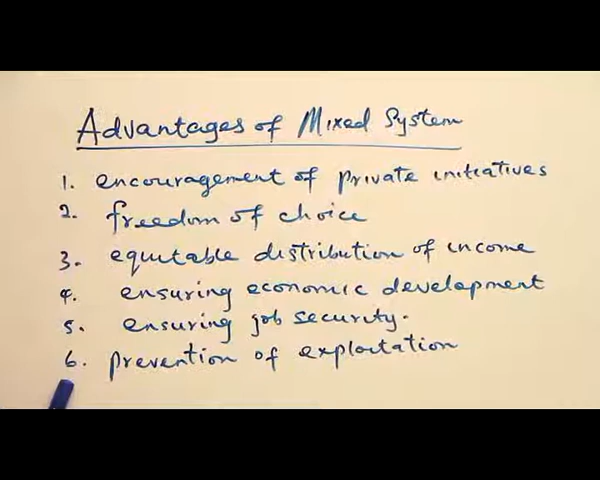 Advantages of Mixed System
1. encouragement of private initiatives
2. freedom of choice
3. equitable distribution of income
4. ensuring economic development
5. ensuring job security.
6. prevention of exploitation